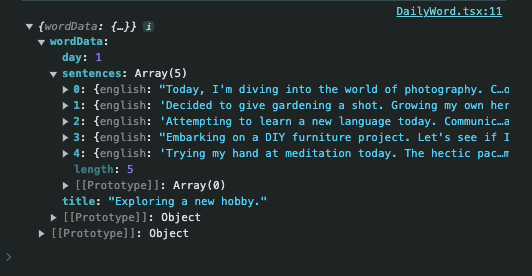 DailyWord.tsx:11
▼ {wordData: {…}} i
▼ wordData:
day: 1
▼ sentences: Array(5)
▶ 0: {english: "Today, I'm diving into the world of photography. C…o
▶ 1: {english: 'Decided to give gardening a shot. Growing my own her
▶ 2: {english: 'Attempting to learn a new language today. Communic…a
▶ 3: {english: "Embarking on a DIY furniture project. Let's see if I
▶ 4: {english: 'Trying my hand at meditation today. The hectic pac…m
length: 5
▶ [[Prototype]]: Array(0)
title: "Exploring a new hobby."
▶ [[Prototype]]: Object
▶ [[Prototype]]: Object
>